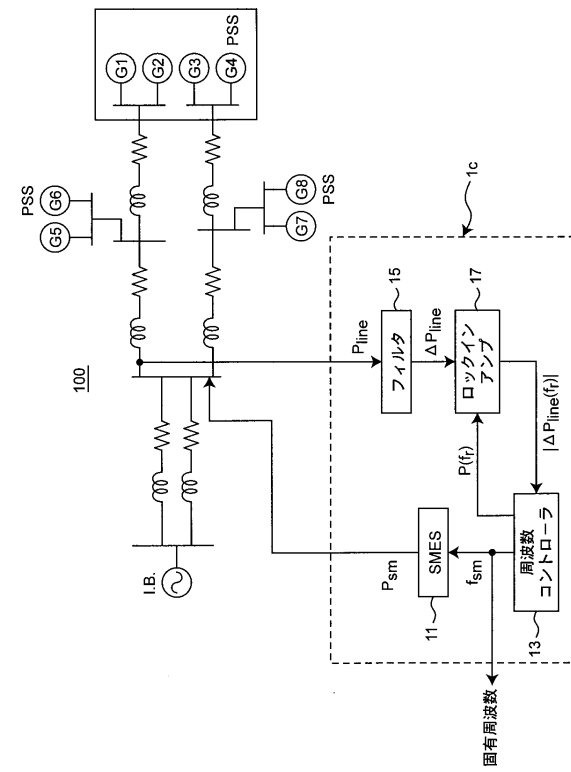 100
I.B.
PSS
G5
G6
G1
G2
G3
G4
PSS
G7
G8
PSS
1c
Pline
フィルタ
15
ΔPline
ロックイン
アンプ
17
P(fr)
|ΔPline(fr)|
Psm
SMES
11
fsm
周波数
コントローラ
13
固有周波数